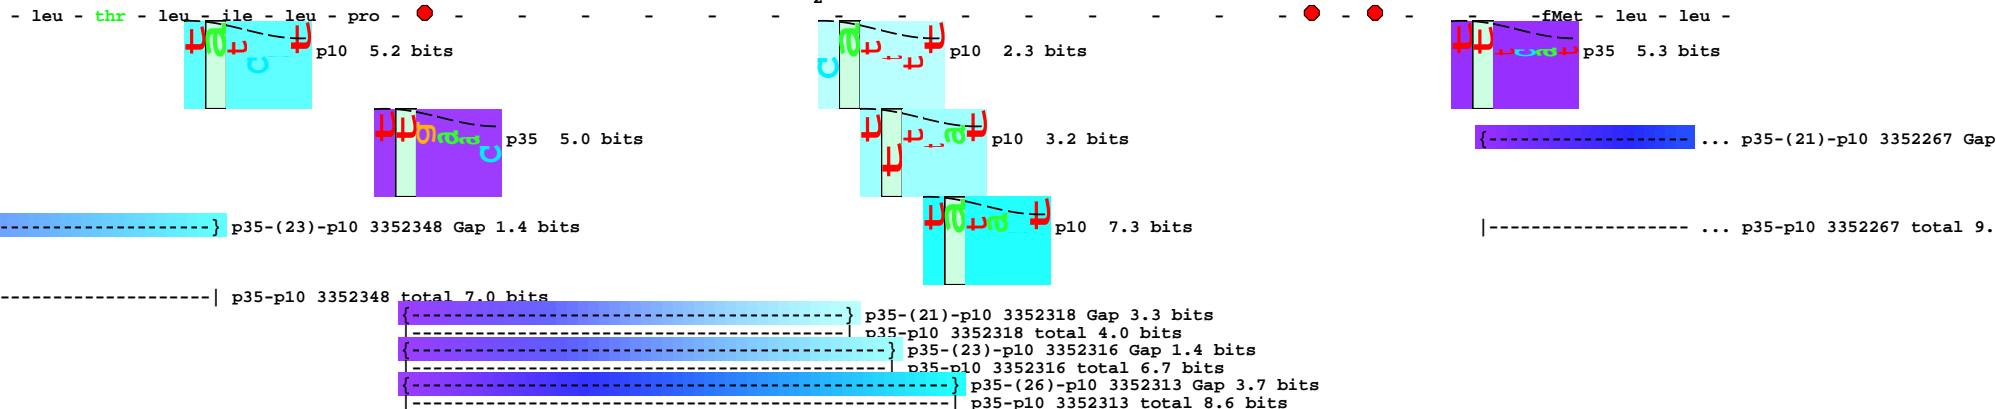 - leu - thr - leu - ile - leu - pro - - - - - - - - - - - - - - - - - - -fMet - leu - leu -
t a t c t p10 5.2 bits
c a t t t t p10 2.3 bits
t t t c a t p35 5.3 bits
t t g a a c p35 5.0 bits
t t t t a t p10 3.2 bits
{-------------------- ... p35-(21)-p10 3352267 Gap
t a t a t p10 7.3 bits
--------------------} p35-(23)-p10 3352348 Gap 1.4 bits
|------------------- ... p35-p10 3352267 total 9.
--------------------| p35-p10 3352348 total 7.0 bits
{-----------------------------------------} p35-(21)-p10 3352318 Gap 3.3 bits
|-----------------------------------------| p35-p10 3352318 total 4.0 bits
{---------------------------------------------} p35-(23)-p10 3352316 Gap 1.4 bits
|---------------------------------------------| p35-p10 3352316 total 6.7 bits
{---------------------------------------------------} p35-(26)-p10 3352313 Gap 3.7 bits
|---------------------------------------------------| p35-p10 3352313 total 8.6 bits